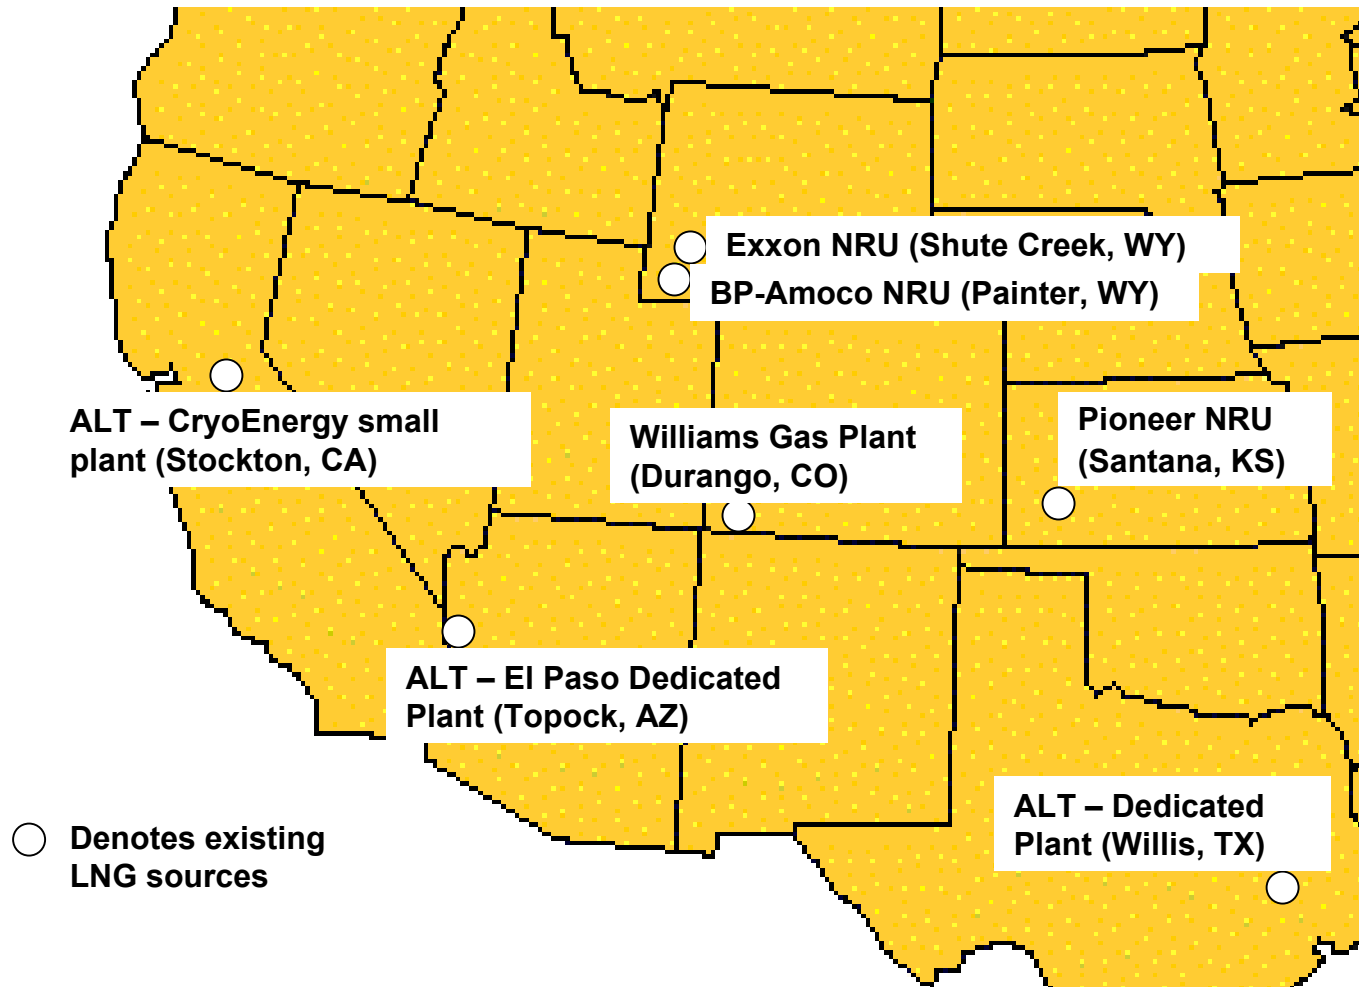 Exxon NRU (Shute Creek, WY)
BP-Amoco NRU (Painter, WY)
ALT – CryoEnergy small
plant (Stockton, CA)
Williams Gas Plant
(Durango, CO)
Pioneer NRU
(Santana, KS)
ALT – El Paso Dedicated
Plant (Topock, AZ)
ALT – Dedicated
Plant (Willis, TX)
Denotes existing
LNG sources